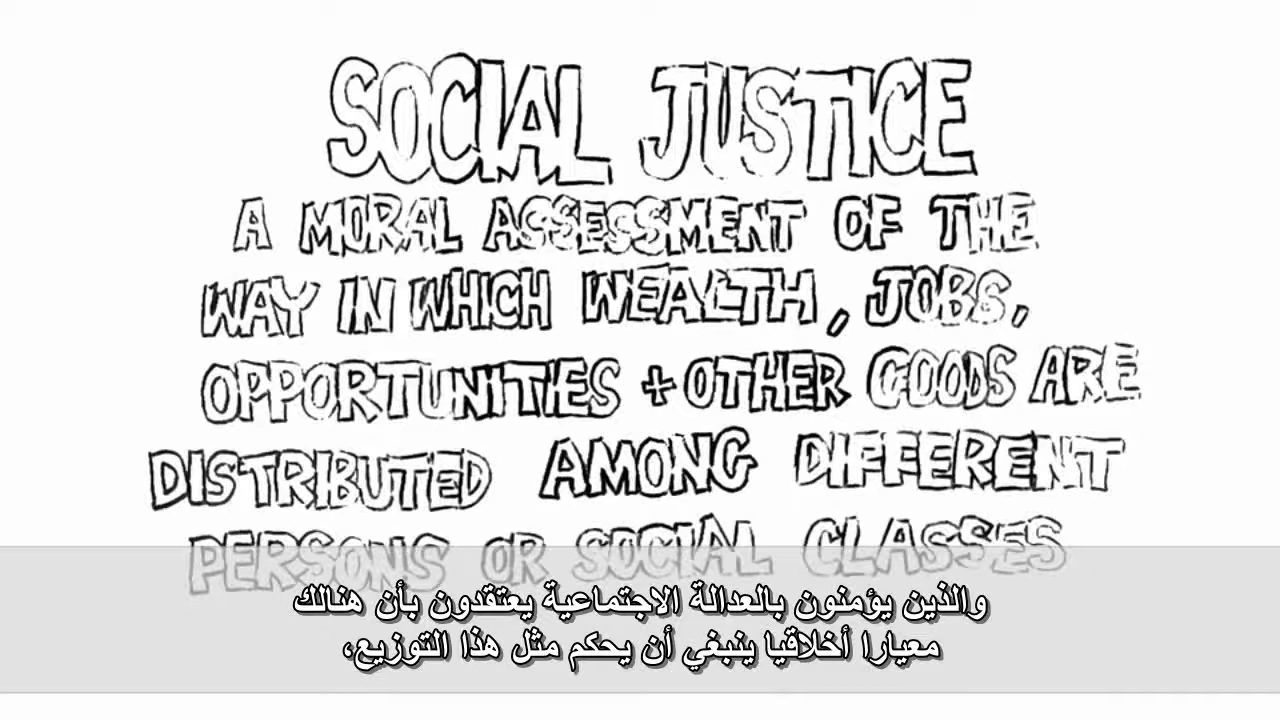 SOCIAL JUSTICE
A MORAL ASSESSMENT OF THE
WAY IN WHICH WEALTH, JOBS,
OPPORTUNITIES + OTHER GOODS ARE
DISTRIBUTED AMONG DIFFERENT
PERSONS OR SOCIAL CLASSES
والذين يؤمنون بالعدالة الاجتماعية يعتقدون بأن هنالك
معيارا أخلاقيا ينبغي أن يحكم مثل هذا التوزيع،